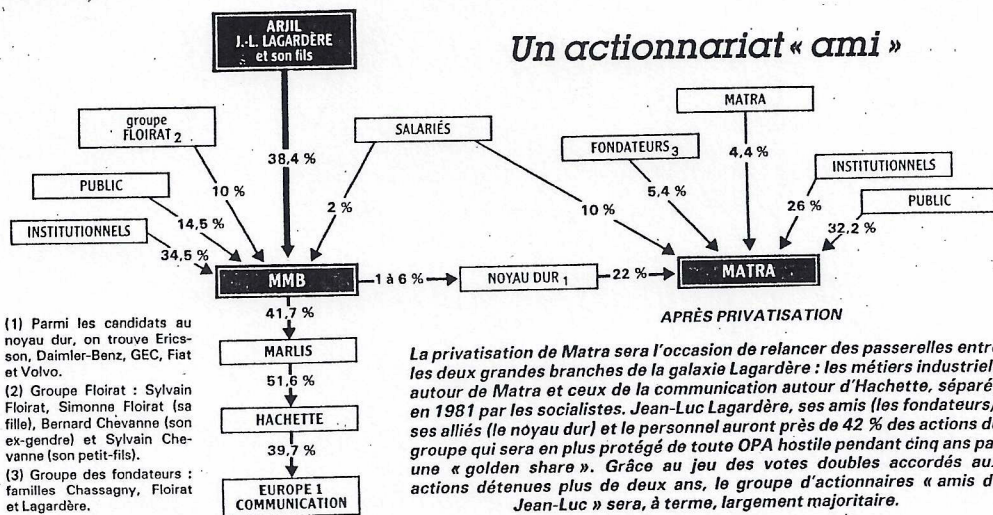 Un actionnariat « ami »
ARJIL
J.-L. LAGARDÈRE
et son fils
groupe
FLOIRAT 2
PUBLIC
INSTITUTIONNELS
SALARIÉS
38,4 %
10 %
14,5 %
34,5 %
2 %
MMB
1 à 6 %
NOYAU DUR 1
22 %
MATRA
FONDATEURS 3
MATRA
INSTITUTIONNELS
PUBLIC
10 %
5,4 %
4,4 %
26 %
32,2 %
APRÈS PRIVATISATION
41,7 %
MARLIS
51,6 %
HACHETTE
39,7 %
EUROPE 1
COMMUNICATION
(1) Parmi les candidats au
noyau dur, on trouve Erics-
son, Daimler-Benz, GEC, Fiat
et Volvo.
(2) Groupe Floirat : Sylvain
Floirat, Simonne Floirat (sa
fille), Bernard Chevanne (son
ex-gendre) et Sylvain Che-
vanne (son petit-fils).
(3) Groupe des fondateurs :
familles Chassagny, Floirat
et Lagardère.
La privatisation de Matra sera l'occasion de relancer des passerelles entre
les deux grandes branches de la galaxie Lagardère : les métiers industriel
autour de Matra et ceux de la communication autour d'Hachette, séparé
en 1981 par les socialistes. Jean-Luc Lagardère, ses amis (les fondateurs)
ses alliés (le noyau dur) et le personnel auront près de 42 % des actions d
groupe qui sera en plus protégé de toute OPA hostile pendant cinq ans pa
une « golden share ». Grâce au jeu des votes doubles accordés au
actions détenues plus de deux ans, le groupe d'actionnaires « amis d
Jean-Luc » sera, à terme, largement majoritaire.